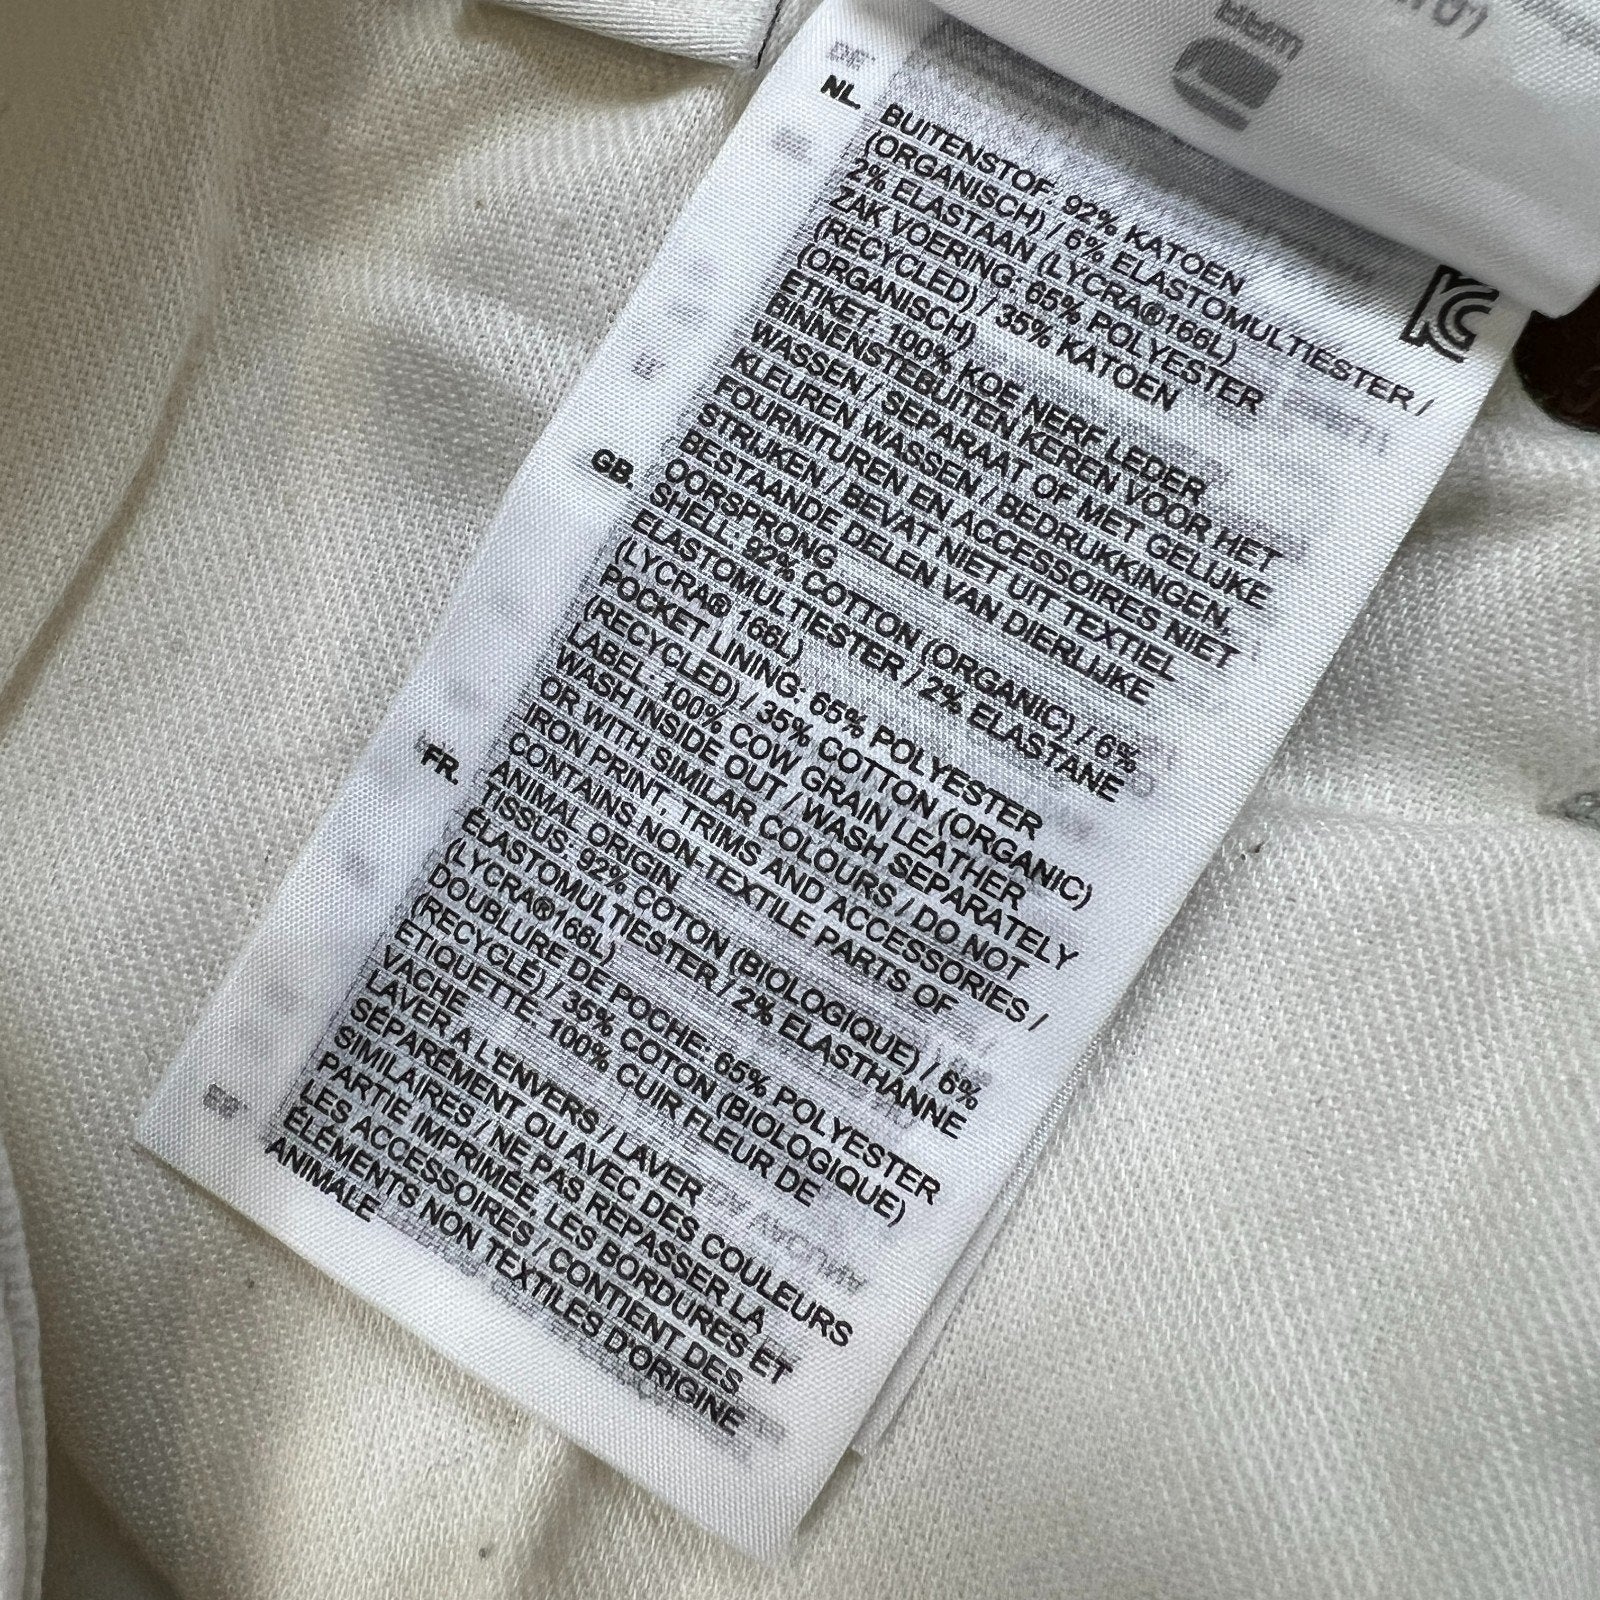 NL.
BUITENSTOF: 92% KATOEN
(ORGANISCH) / 6% ELASTOMULTIESTER /
2% ELASTAAN (LYCRA®166L)
ZAK VOERING: 65% POLYESTER
(RECYCLED) / 35% KATOEN
(ORGANISCH)
ETIKET: 100% KOE NERF LEDER
BINNENSTEBUITEN KEREN VOOR HET
WASSEN / SEPARAAT OF MET GELIJKE
KLEUREN WASSEN / BEDRUKKINGEN,
FOURNITUREN EN ACCESSOIRES NIET
STRIJKEN / BEVAT NIET UIT TEXTIEL
BESTAANDE DELEN VAN DIERLIJKE
OORSPRONG
GB.
SHELL: 92% COTTON (ORGANIC) / 6%
ELASTOMULTIESTER / 2% ELASTANE
(LYCRA® 166L)
POCKET LINING: 65% POLYESTER
(RECYCLED) / 35% COTTON (ORGANIC)
LABEL: 100% COW GRAIN LEATHER
WASH INSIDE OUT / WASH SEPARATELY
OR WITH SIMILAR COLOURS / DO NOT
IRON PRINT, TRIMS AND ACCESSORIES /
CONTAINS NON-TEXTILE PARTS OF
ANIMAL ORIGIN
FR.
TISSUS: 92% COTON (BIOLOGIQUE) / 6%
ÉLASTOMULTIESTER / 2% ELASTHANNE
(LYCRA®166L)
DOUBLURE DE POCHE: 65% POLYESTER
(RECYCLÉ) / 35% COTON (BIOLOGIQUE)
ETIQUETTE: 100% CUIR FLEUR DE
VACHE
LAVER A L'ENVERS / LAVER
SÉPARÉMENT OU AVEC DES COULEURS
SIMILAIRES / NE PAS REPASSER LA
PARTIE IMPRIMÉE, LES BORDURES ET
LES ACCESSOIRES / CONTIENT DES
ÉLÉMENTS NON TEXTILES D'ORIGINE
ANIMALE